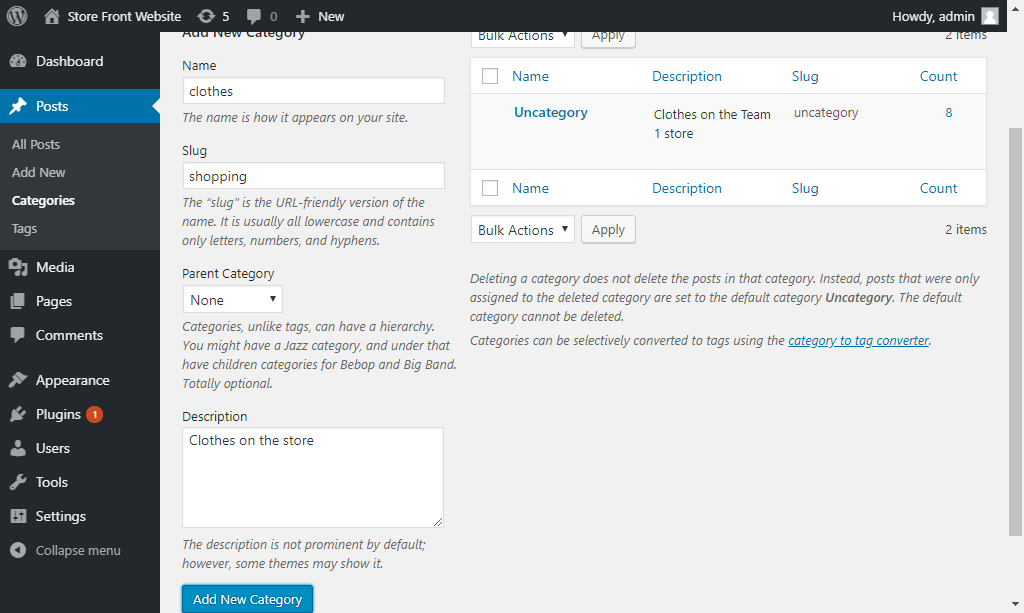 Store Front Website 5 0 New Howdy, admin
Dashboard
Posts
All Posts
Add New
Categories
Tags
Media
Pages
Comments
Appearance
Plugins 1
Users
Tools
Settings
Collapse menu
Add New Category
Name
clothes
The name is how it appears on your site.
Slug
shopping
The “slug” is the URL-friendly version of the
name. It is usually all lowercase and contains
only letters, numbers, and hyphens.
Parent Category
None
Categories, unlike tags, can have a hierarchy.
You might have a Jazz category, and under that
have children categories for Bebop and Big Band.
Totally optional.
Description
Clothes on the store
The description is not prominent by default;
however, some themes may show it.
Add New Category
Bulk Actions Apply 2 items
Name Description Slug Count
Uncategory Clothes on the Team uncategory 8
1 store
Name Description Slug Count
Bulk Actions Apply 2 items
Deleting a category does not delete the posts in that category. Instead, posts that were only
assigned to the deleted category are set to the default category Uncategory. The default
category cannot be deleted.
Categories can be selectively converted to tags using the category to tag converter.